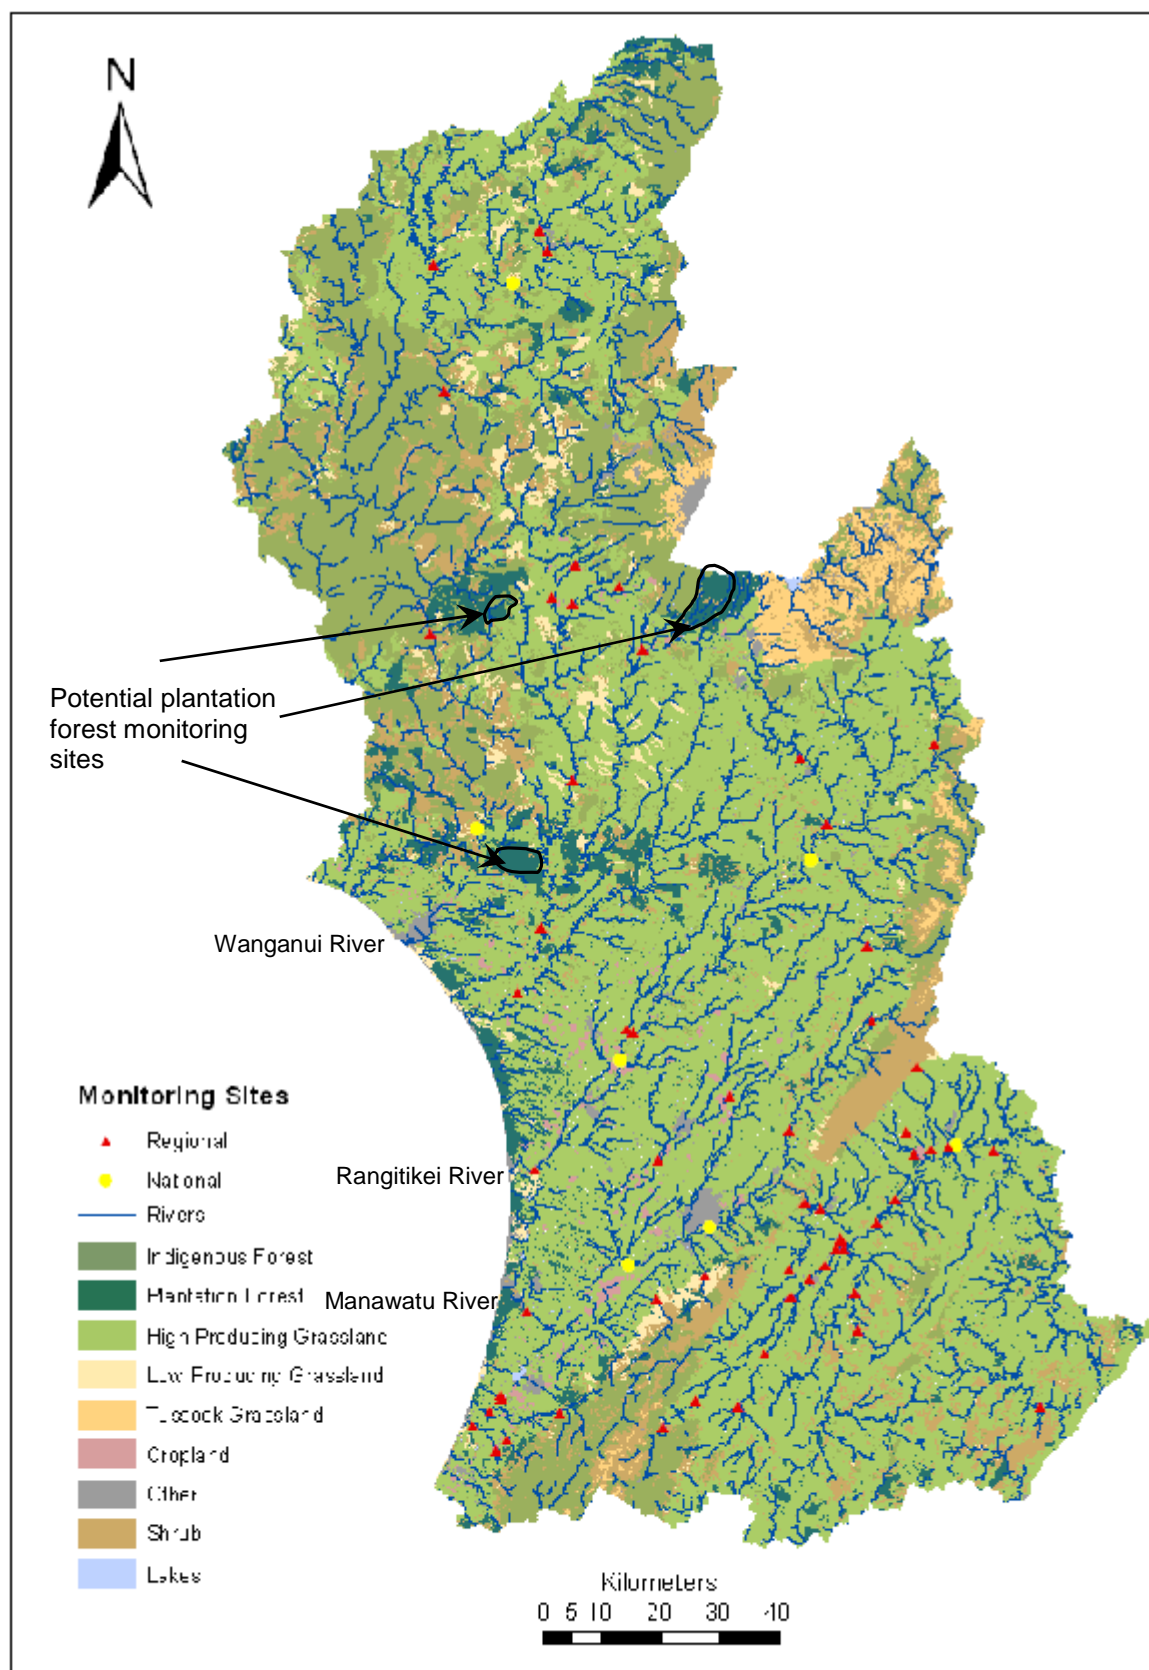 N
Potential plantation
forest monitoring
sites
Wanganui River
Rangitikei River
Manawatu River
Monitoring Sites
Regional
National
Rivers
Indigenous Forest
Plantation Forest
High Producing Grassland
Low Producing Grassland
Tussock Grassland
Cropland
Other
Shrub
Lakes
Kilometers
0 5 10 20 30 40